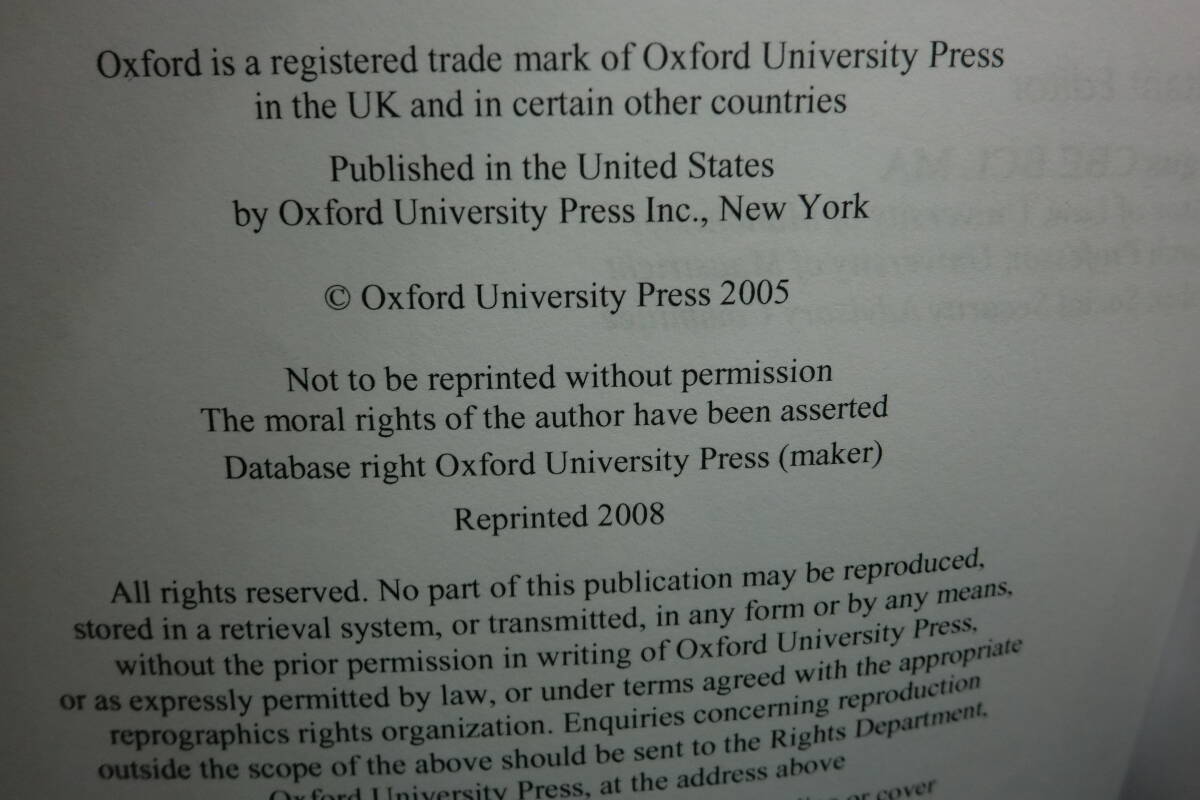 Oxford is a registered trade mark of Oxford University Press
in the UK and in certain other countries
Published in the United States
by Oxford University Press Inc., New York
© Oxford University Press 2005
Not to be reprinted without permission
The moral rights of the author have been asserted
Database right Oxford University Press (maker)
Reprinted 2008
All rights reserved. No part of this publication may be reproduced,
stored in a retrieval system, or transmitted, in any form or by any means,
without the prior permission in writing of Oxford University Press,
or as expressly permitted by law, or under terms agreed with the appropriate
reprographics rights organization. Enquiries concerning reproduction
outside the scope of the above should be sent to the Rights Department,
Oxford University Press, at the address above
or cover